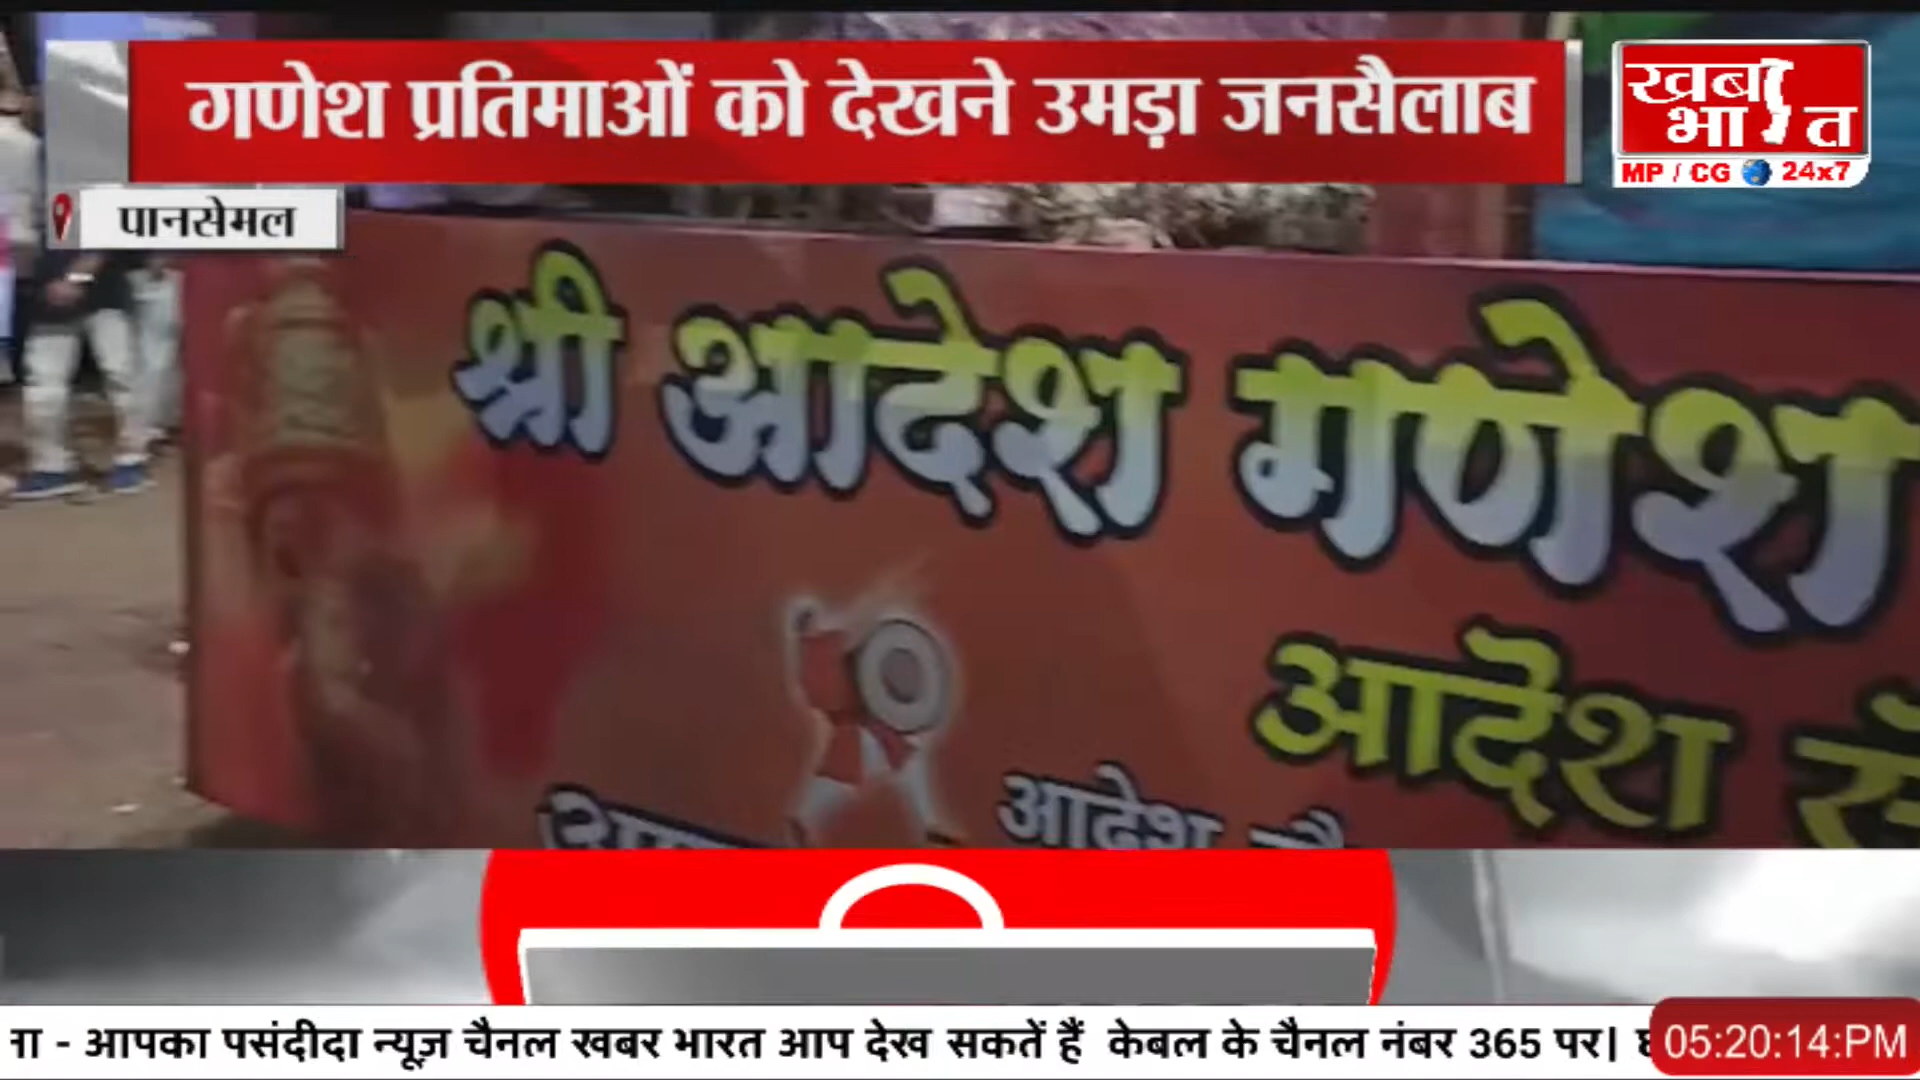 गणेश प्रतिमाओं को देखने उमड़ा जनसैलाब
खबर भारत
MP / CG 24x7
पानसेमल
श्री आदेश गणेश
आदेश
आदेश
ना - आपका पसंदीदा न्यूज़ चैनल खबर भारत आप देख सकतें हैं केबल के चैनल नंबर 365 पर|
05:20:14:PM